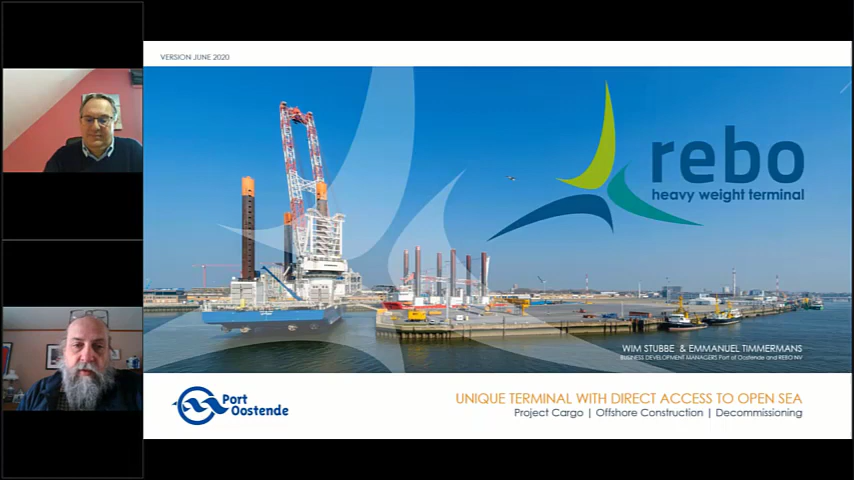 VERSION JUNE 2020
rebo
heavy weight terminal
WIM STUBBE & EMMANUEL TIMMERMANS
BUSINESS DEVELOPMENT MANAGERS Port of Oostende and REBO NV
Port
Oostende
UNIQUE TERMINAL WITH DIRECT ACCESS TO OPEN SEA
Project Cargo | Offshore Construction | Decommissioning